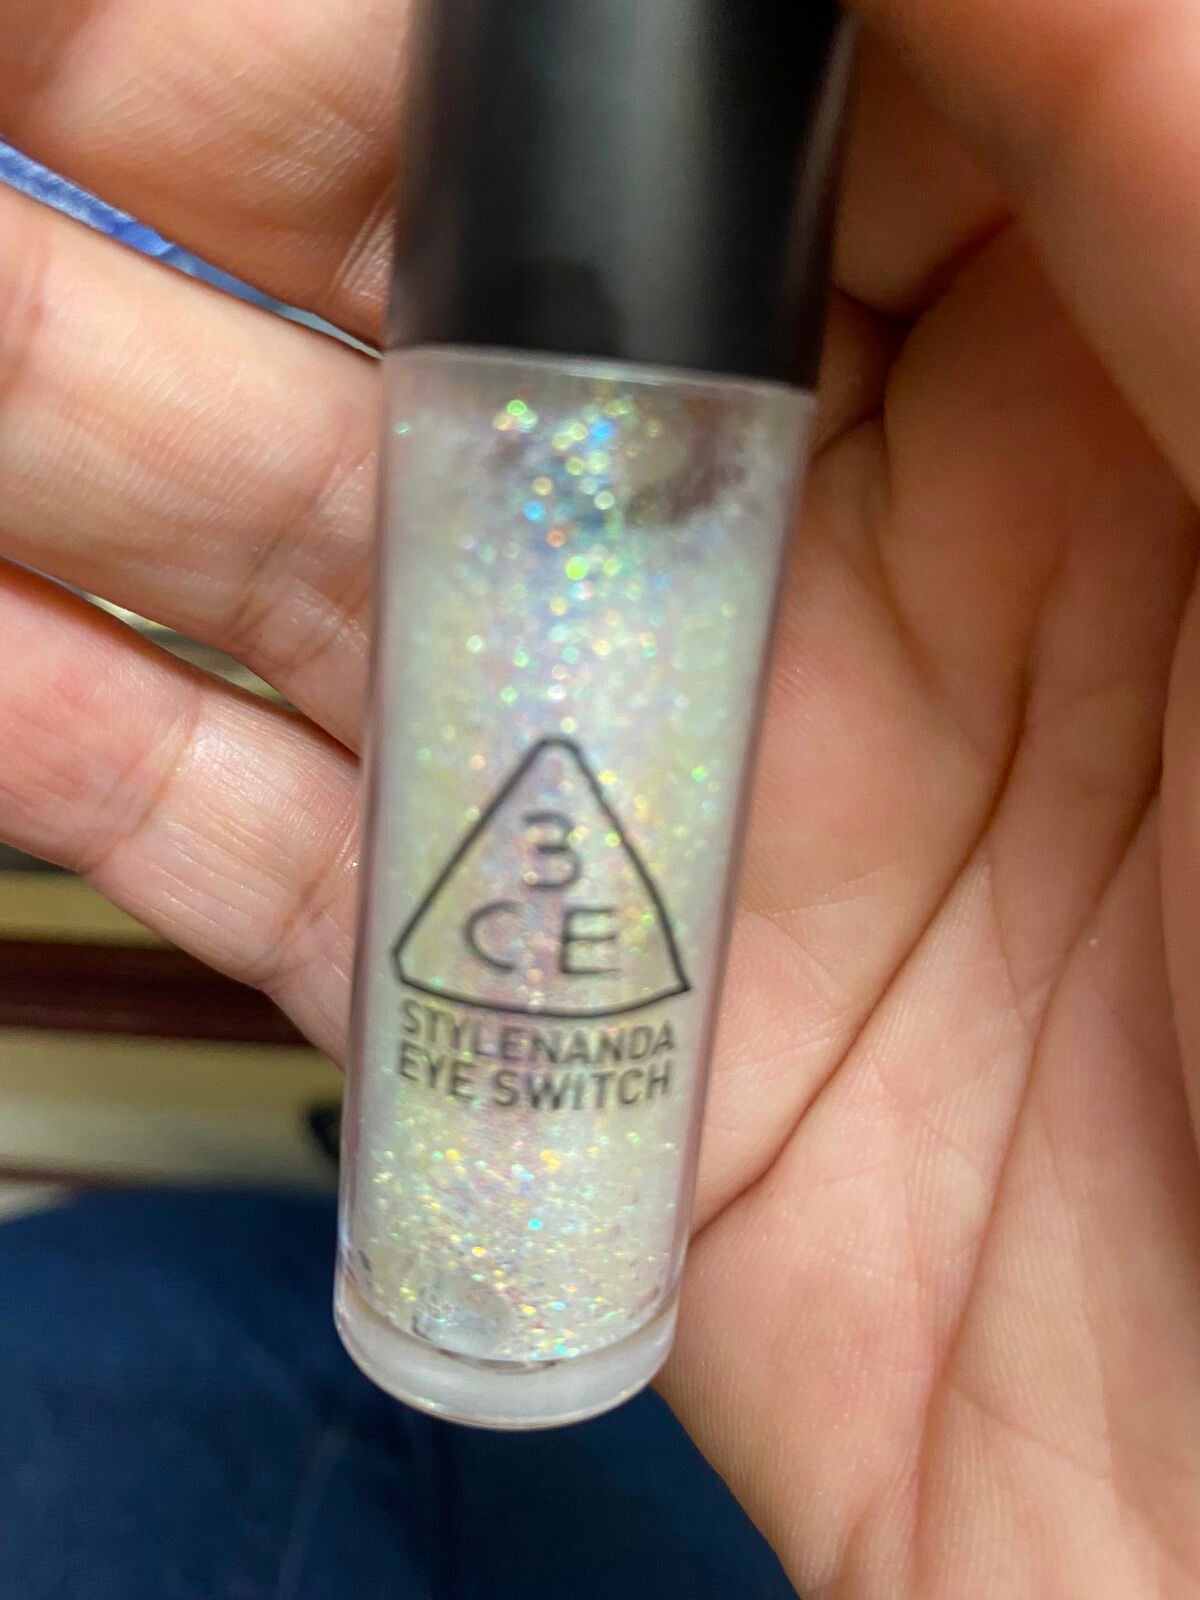 3
CE
STYLENANDA
EYE SWITCH